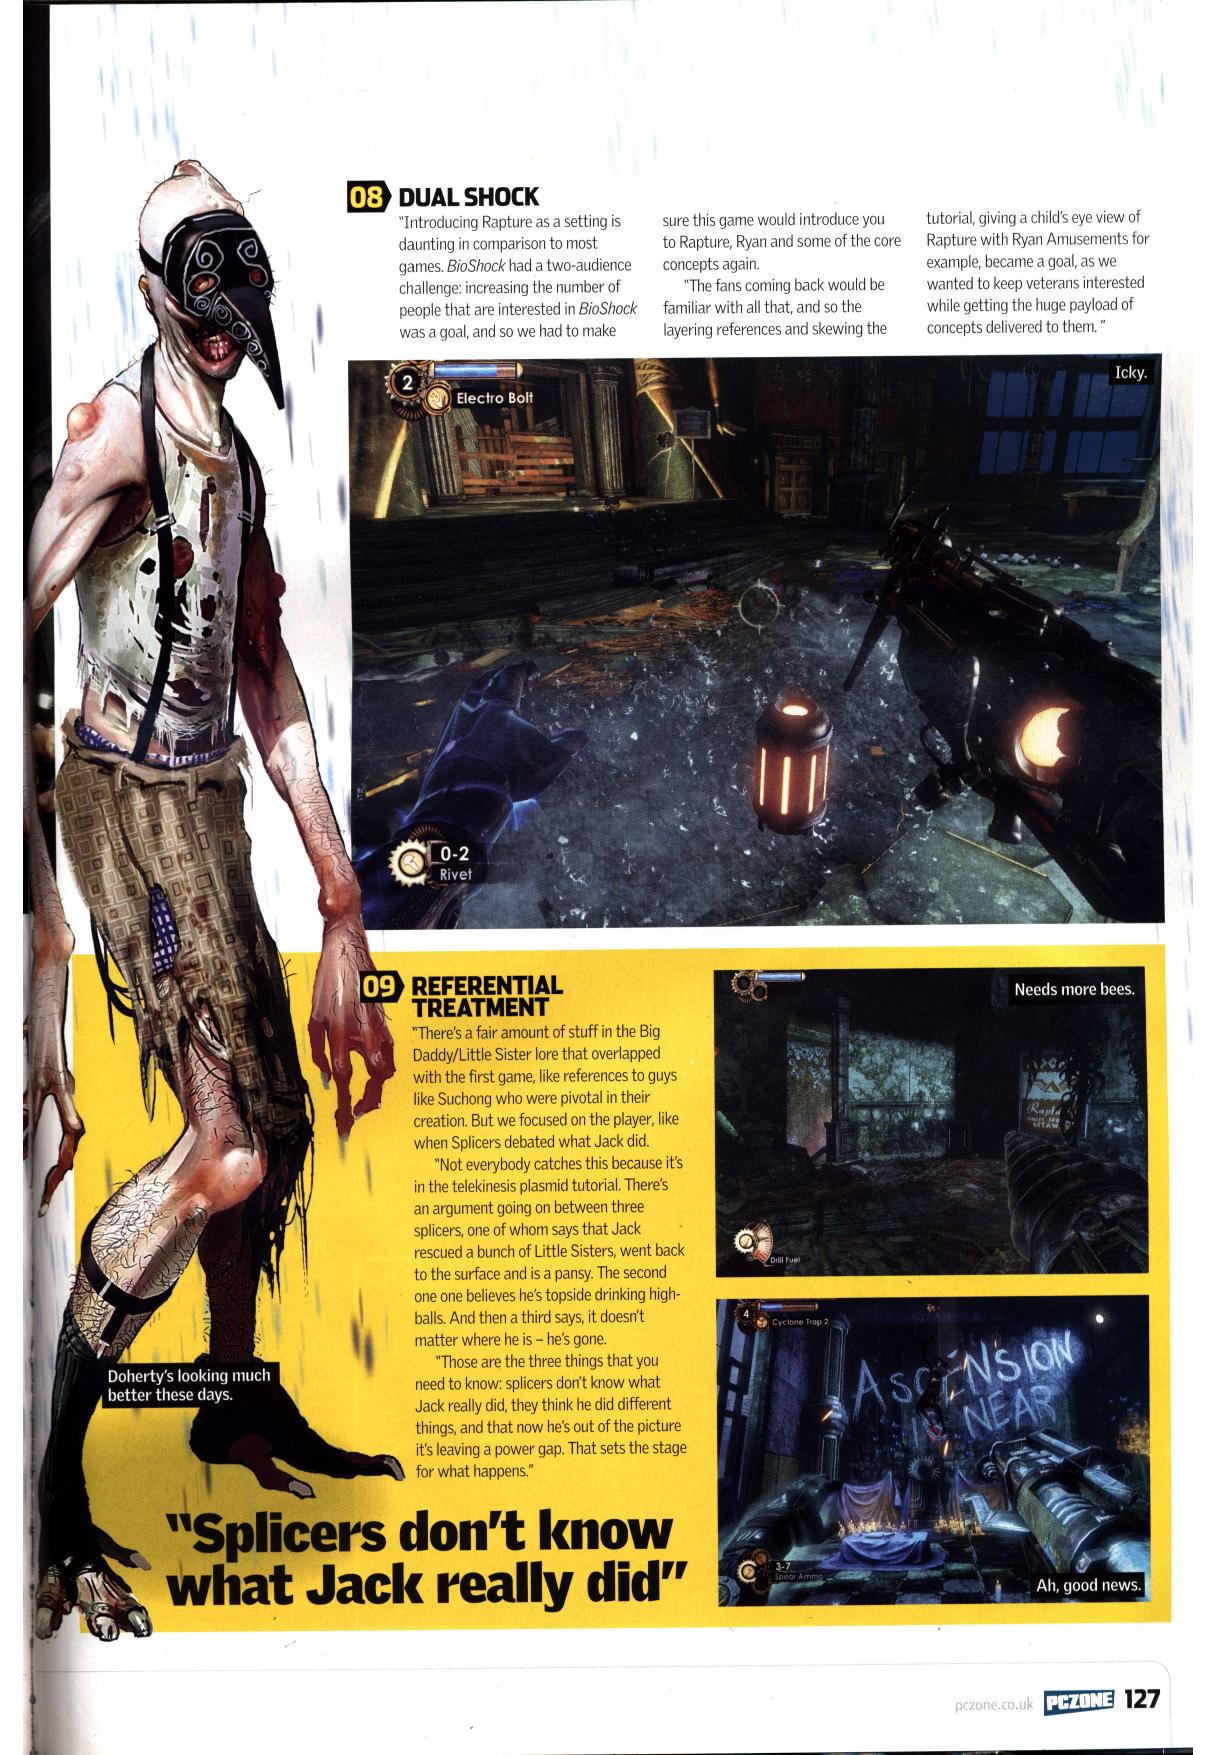 08 DUAL SHOCK
"Introducing Rapture as a setting is
daunting in comparison to most
games. BioShock had a two-audience
challenge: increasing the number of
people that are interested in BioShock
was a goal, and so we had to make
sure this game would introduce you
to Rapture, Ryan and some of the core
concepts again.
"The fans coming back would be
familiar with all that, and so the
layering references and skewing the
tutorial, giving a child's eye view of
Rapture with Ryan Amusements for
example, became a goal, as we
wanted to keep veterans interested
while getting the huge payload of
concepts delivered to them."
Icky.
2
Electro Bolt
0-2
Rivet
09 REFERENTIAL
TREATMENT
"There's a fair amount of stuff in the Big
Daddy/Little Sister lore that overlapped
with the first game, like references to guys
like Suchong who were pivotal in their
creation. But we focused on the player, like
when Splicers debated what Jack did.
"Not everybody catches this because it's
in the telekinesis plasmid tutorial. There's
an argument going on between three
splicers, one of whom says that Jack
rescued a bunch of Little Sisters, went back
to the surface and is a pansy. The second
one one believes he's topside drinking high-
balls. And then a third says, it doesn't
matter where he is – he's gone.
"Those are the three things that you
need to know: splicers don't know what
Jack really did, they think he did different
things, and that now he's out of the picture
it's leaving a power gap. That sets the stage
for what happens."
Needs more bees.
Drill Fuel
4
Cyclone Trap 2
ASCENSION
NEAR
3-7
Spear Ammo
Ah, good news.
Doherty's looking much
better these days.
"Splicers don't know
what Jack really did"
pczone.co.uk PCZONE 127